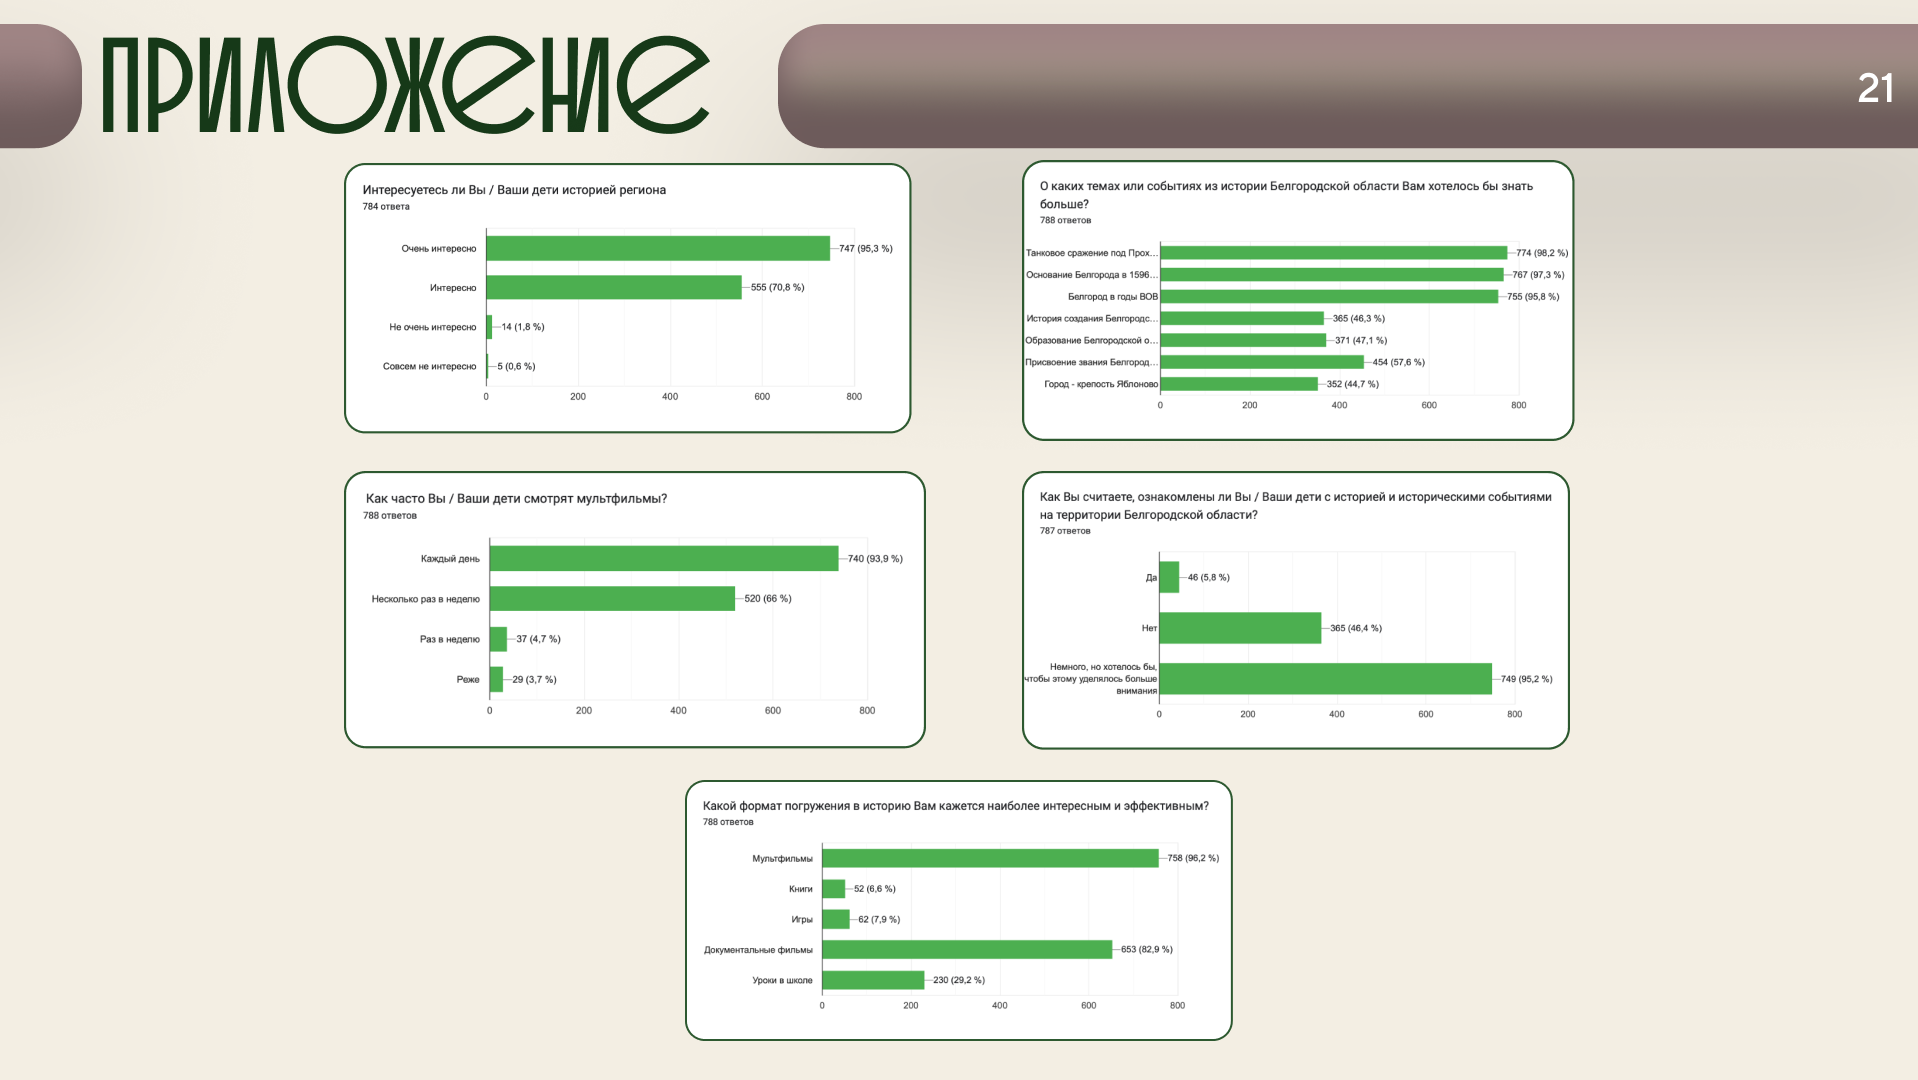 ПРИЛОЖЕНИЕ
21
Интересуетесь ли Вы / Ваши дети историей региона
784 ответа
Очень интересно
747 (95,3 %)
Интересно
555 (70,8 %)
Не очень интересно
14 (1,8 %)
Совсем не интересно
5 (0,6 %)
0 200 400 600 800
О каких темах или событиях из истории Белгородской области Вам хотелось бы знать
больше?
788 ответов
Танковое сражение под Прох...
774 (98,2 %)
Основание Белгорода в 1596...
767 (97,3 %)
Белгород в годы ВОВ
755 (95,8 %)
История создания Белгородс...
365 (46,3 %)
Образование Белгородской о...
371 (47,1 %)
Присвоение звания Белгород...
454 (57,6 %)
Город - крепость Яблоново
352 (44,7 %)
0 200 400 600 800
Как часто Вы / Ваши дети смотрят мультфильмы?
788 ответов
Каждый день
740 (93,9 %)
Несколько раз в неделю
520 (66 %)
Раз в неделю
37 (4,7 %)
Реже
29 (3,7 %)
0 200 400 600 800
Как Вы считаете, ознакомлены ли Вы / Ваши дети с историей и историческими событиями
на территории Белгородской области?
787 ответов
Да
46 (5,8 %)
Нет
365 (46,4 %)
Немного, но хотелось бы,
чтобы этому уделялось больше
внимания
749 (95,2 %)
0 200 400 600 800
Какой формат погружения в историю Вам кажется наиболее интересным и эффективным?
788 ответов
Мультфильмы
758 (96,2 %)
Книги
52 (6,6 %)
Игры
62 (7,9 %)
Документальные фильмы
653 (82,9 %)
Уроки в школе
230 (29,2 %)
0 200 400 600 800